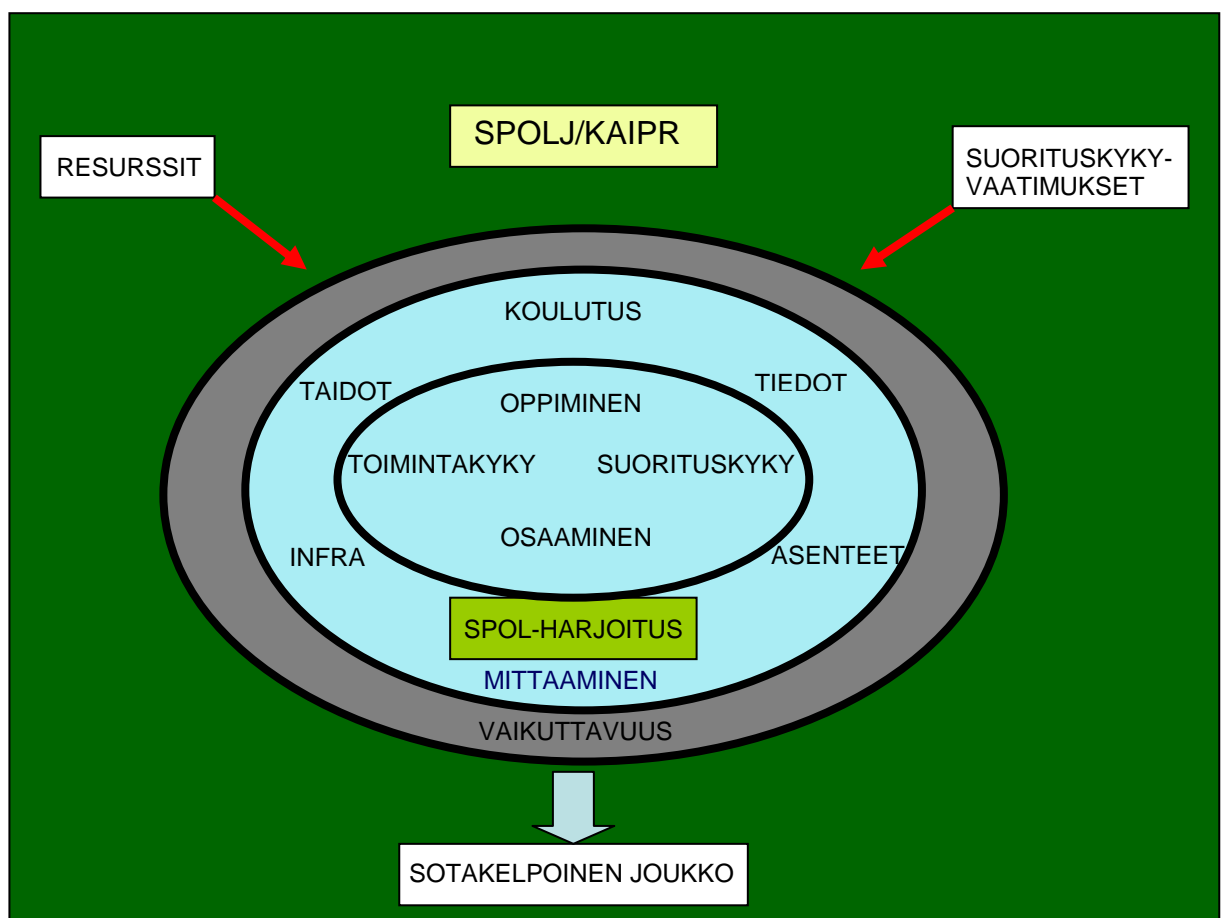 SPOLJ/KAIPR
RESURSSIT
SUORITUSKYKY-
VAATIMUKSET
KOULUTUS
TAIDOT
TIEDOT
OPPIMINEN
TOIMINTAKYKY
SUORITUSKYKY
OSAAMINEN
INFRA
ASENTEET
SPOL-HARJOITUS
MITTAAMINEN
VAIKUTTAVUUS
SOTAKELPOINEN JOUKKO